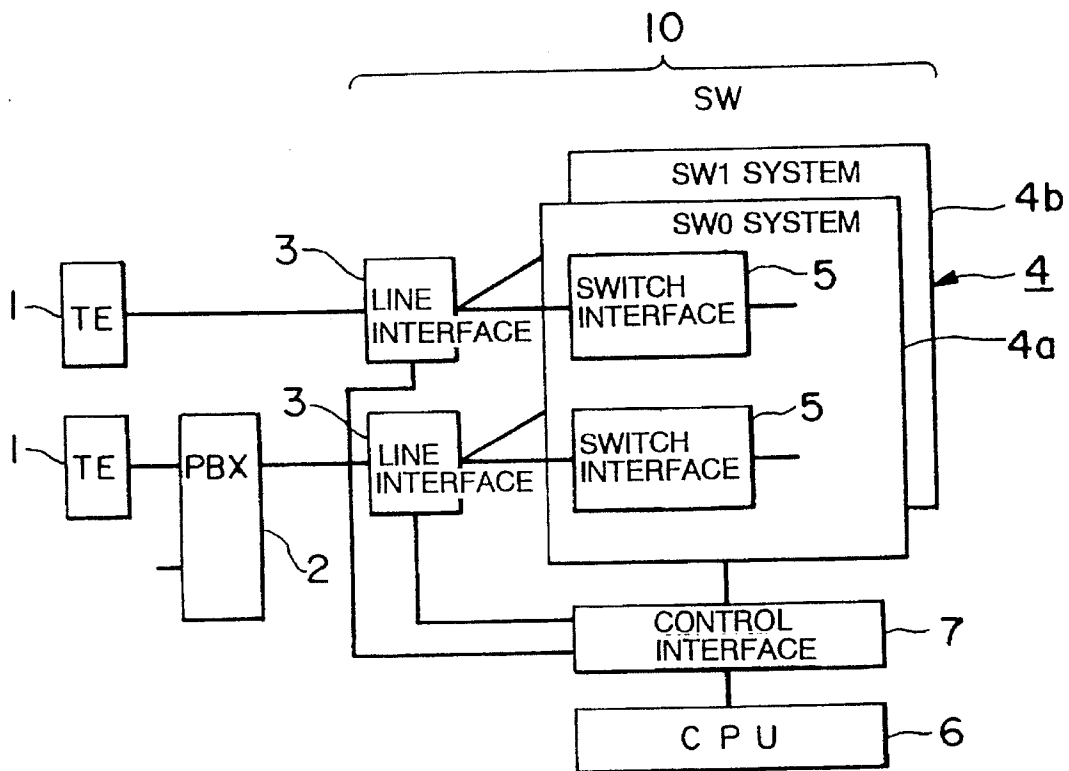 10
SW
SW1 SYSTEM
4b
SW0 SYSTEM
4
3
5
1
TE
LINE
INTERFACE
SWITCH
INTERFACE
4a
3
5
1
TE
PBX
LINE
INTERFACE
SWITCH
INTERFACE
2
CONTROL
INTERFACE
7
C P U
6